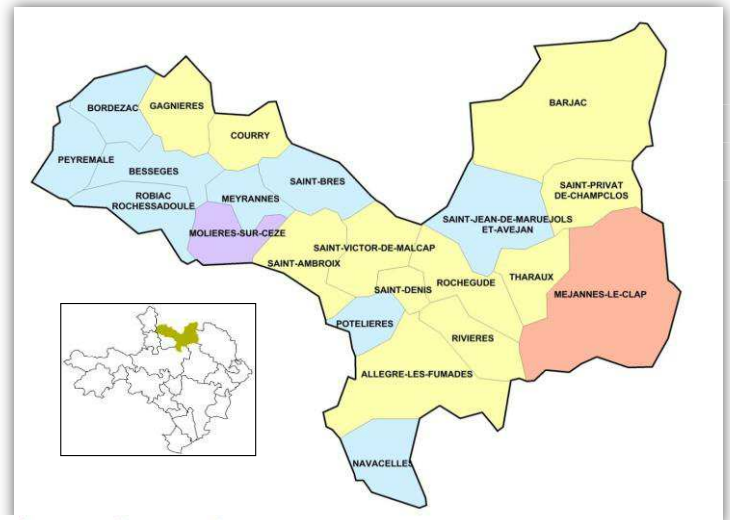 BARJAC
BORDEZAC
GAGNIERES
COURRY
PEYREMALE
BESSEGES
SAINT-BRES
ROBIAC
ROCHESSADOULE
MEYRANNES
SAINT-PRIVAT
DE-CHAMPCLOS
SAINT-JEAN-DE-MARUEJOLS
ET-AVEJAN
MOLIERES-SUR-CEZE
SAINT-VICTOR-DE-MALCAP
SAINT-AMBROIX
THARAUX
ROCHEGUDE
SAINT-DENIS
MEJANNES-LE-CLAP
POTELIERES
RIVIERES
ALLEGRE-LES-FUMADES
NAVACELLES